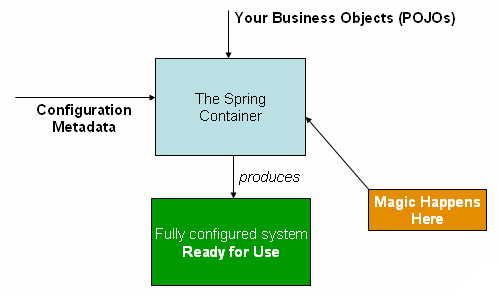 Your Business Objects (POJOs)
The Spring
Container
Configuration
Metadata
produces
Magic Happens
Here
Fully configured system
Ready for Use